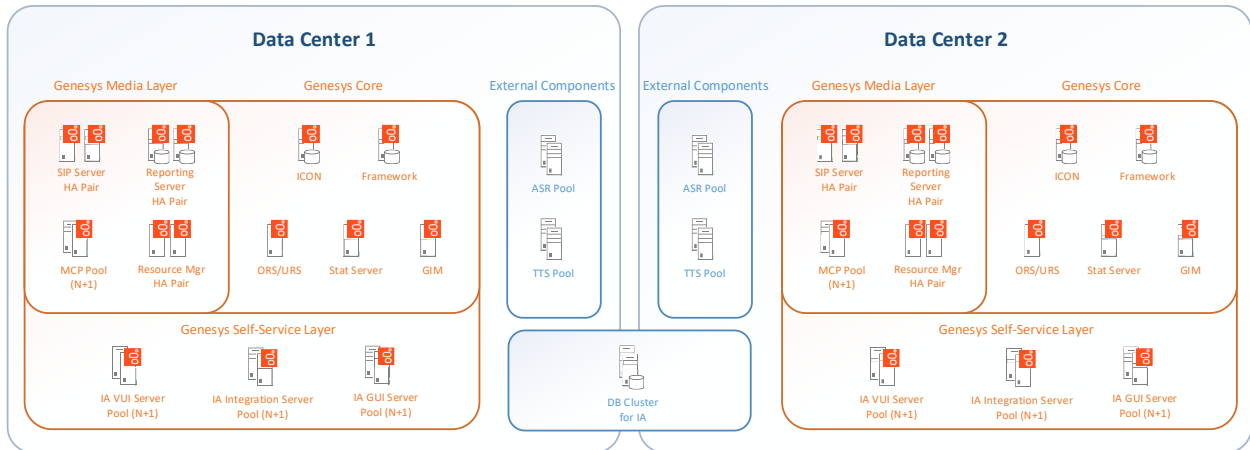 Data Center 1
Genesys Media Layer
Genesys Core
External Components
SIP Server
HA Pair
Reporting
Server
HA Pair
ICON
Framework
ASR Pool
MCP Pool
(N+1)
Resource Mgr
HA Pair
ORS/URS
Stat Server
GIM
TTS Pool
Genesys Self-Service Layer
IA VUI Server
Pool (N+1)
IA Integration Server
Pool (N+1)
IA GUI Server
Pool (N+1)
DB Cluster
for IA
Data Center 2
External Components
Genesys Media Layer
Genesys Core
ASR Pool
SIP Server
HA Pair
Reporting
Server
HA Pair
ICON
Framework
TTS Pool
MCP Pool
(N+1)
Resource Mgr
HA Pair
ORS/URS
Stat Server
GIM
Genesys Self-Service Layer
IA VUI Server
Pool (N+1)
IA Integration Server
Pool (N+1)
IA GUI Server
Pool (N+1)